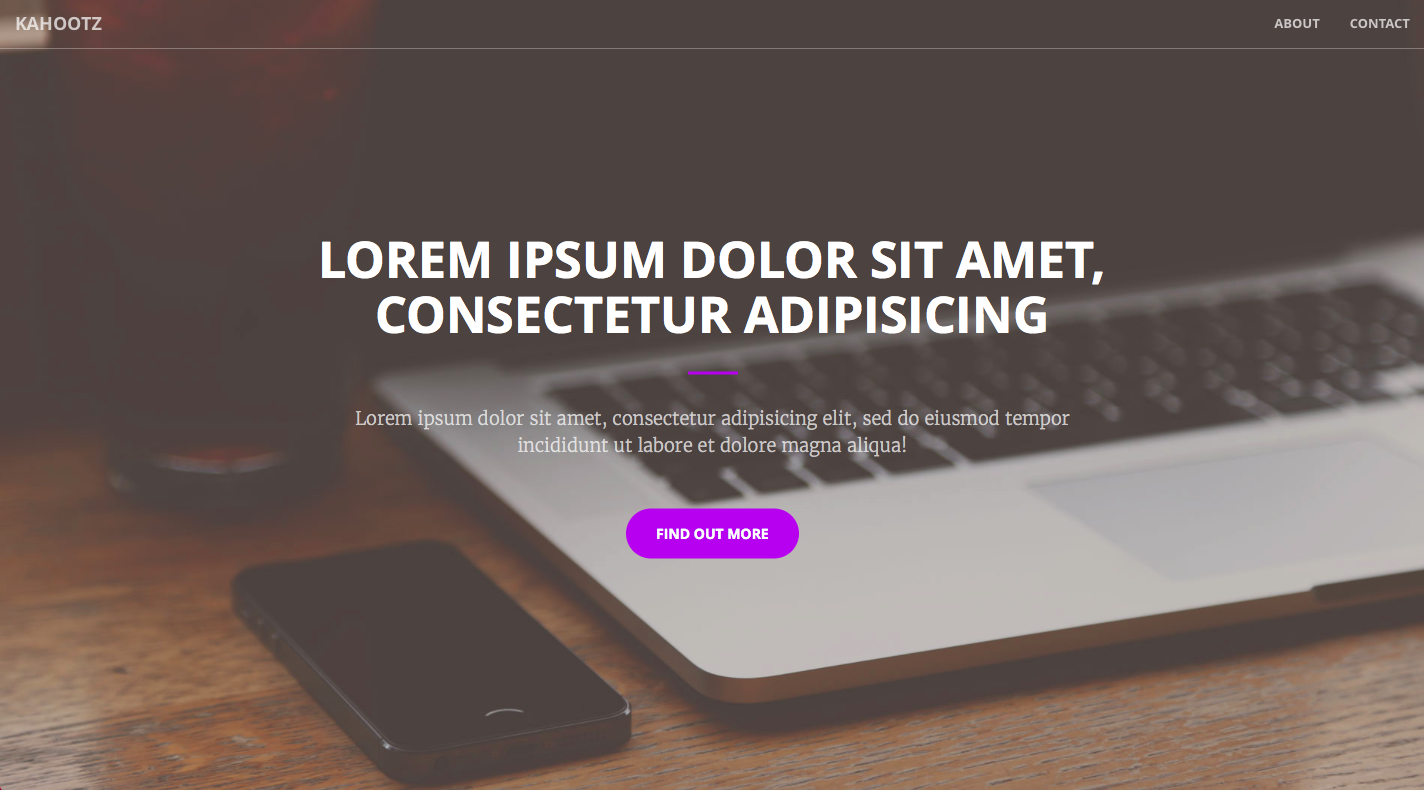 KAHOOTZ
ABOUT CONTACT
LOREM IPSUM DOLOR SIT AMET,
CONSECTETUR ADIPISICING
Lorem ipsum dolor sit amet, consectetur adipisicing elit, sed do eiusmod tempor
incididunt ut labore et dolore magna aliqua!
FIND OUT MORE